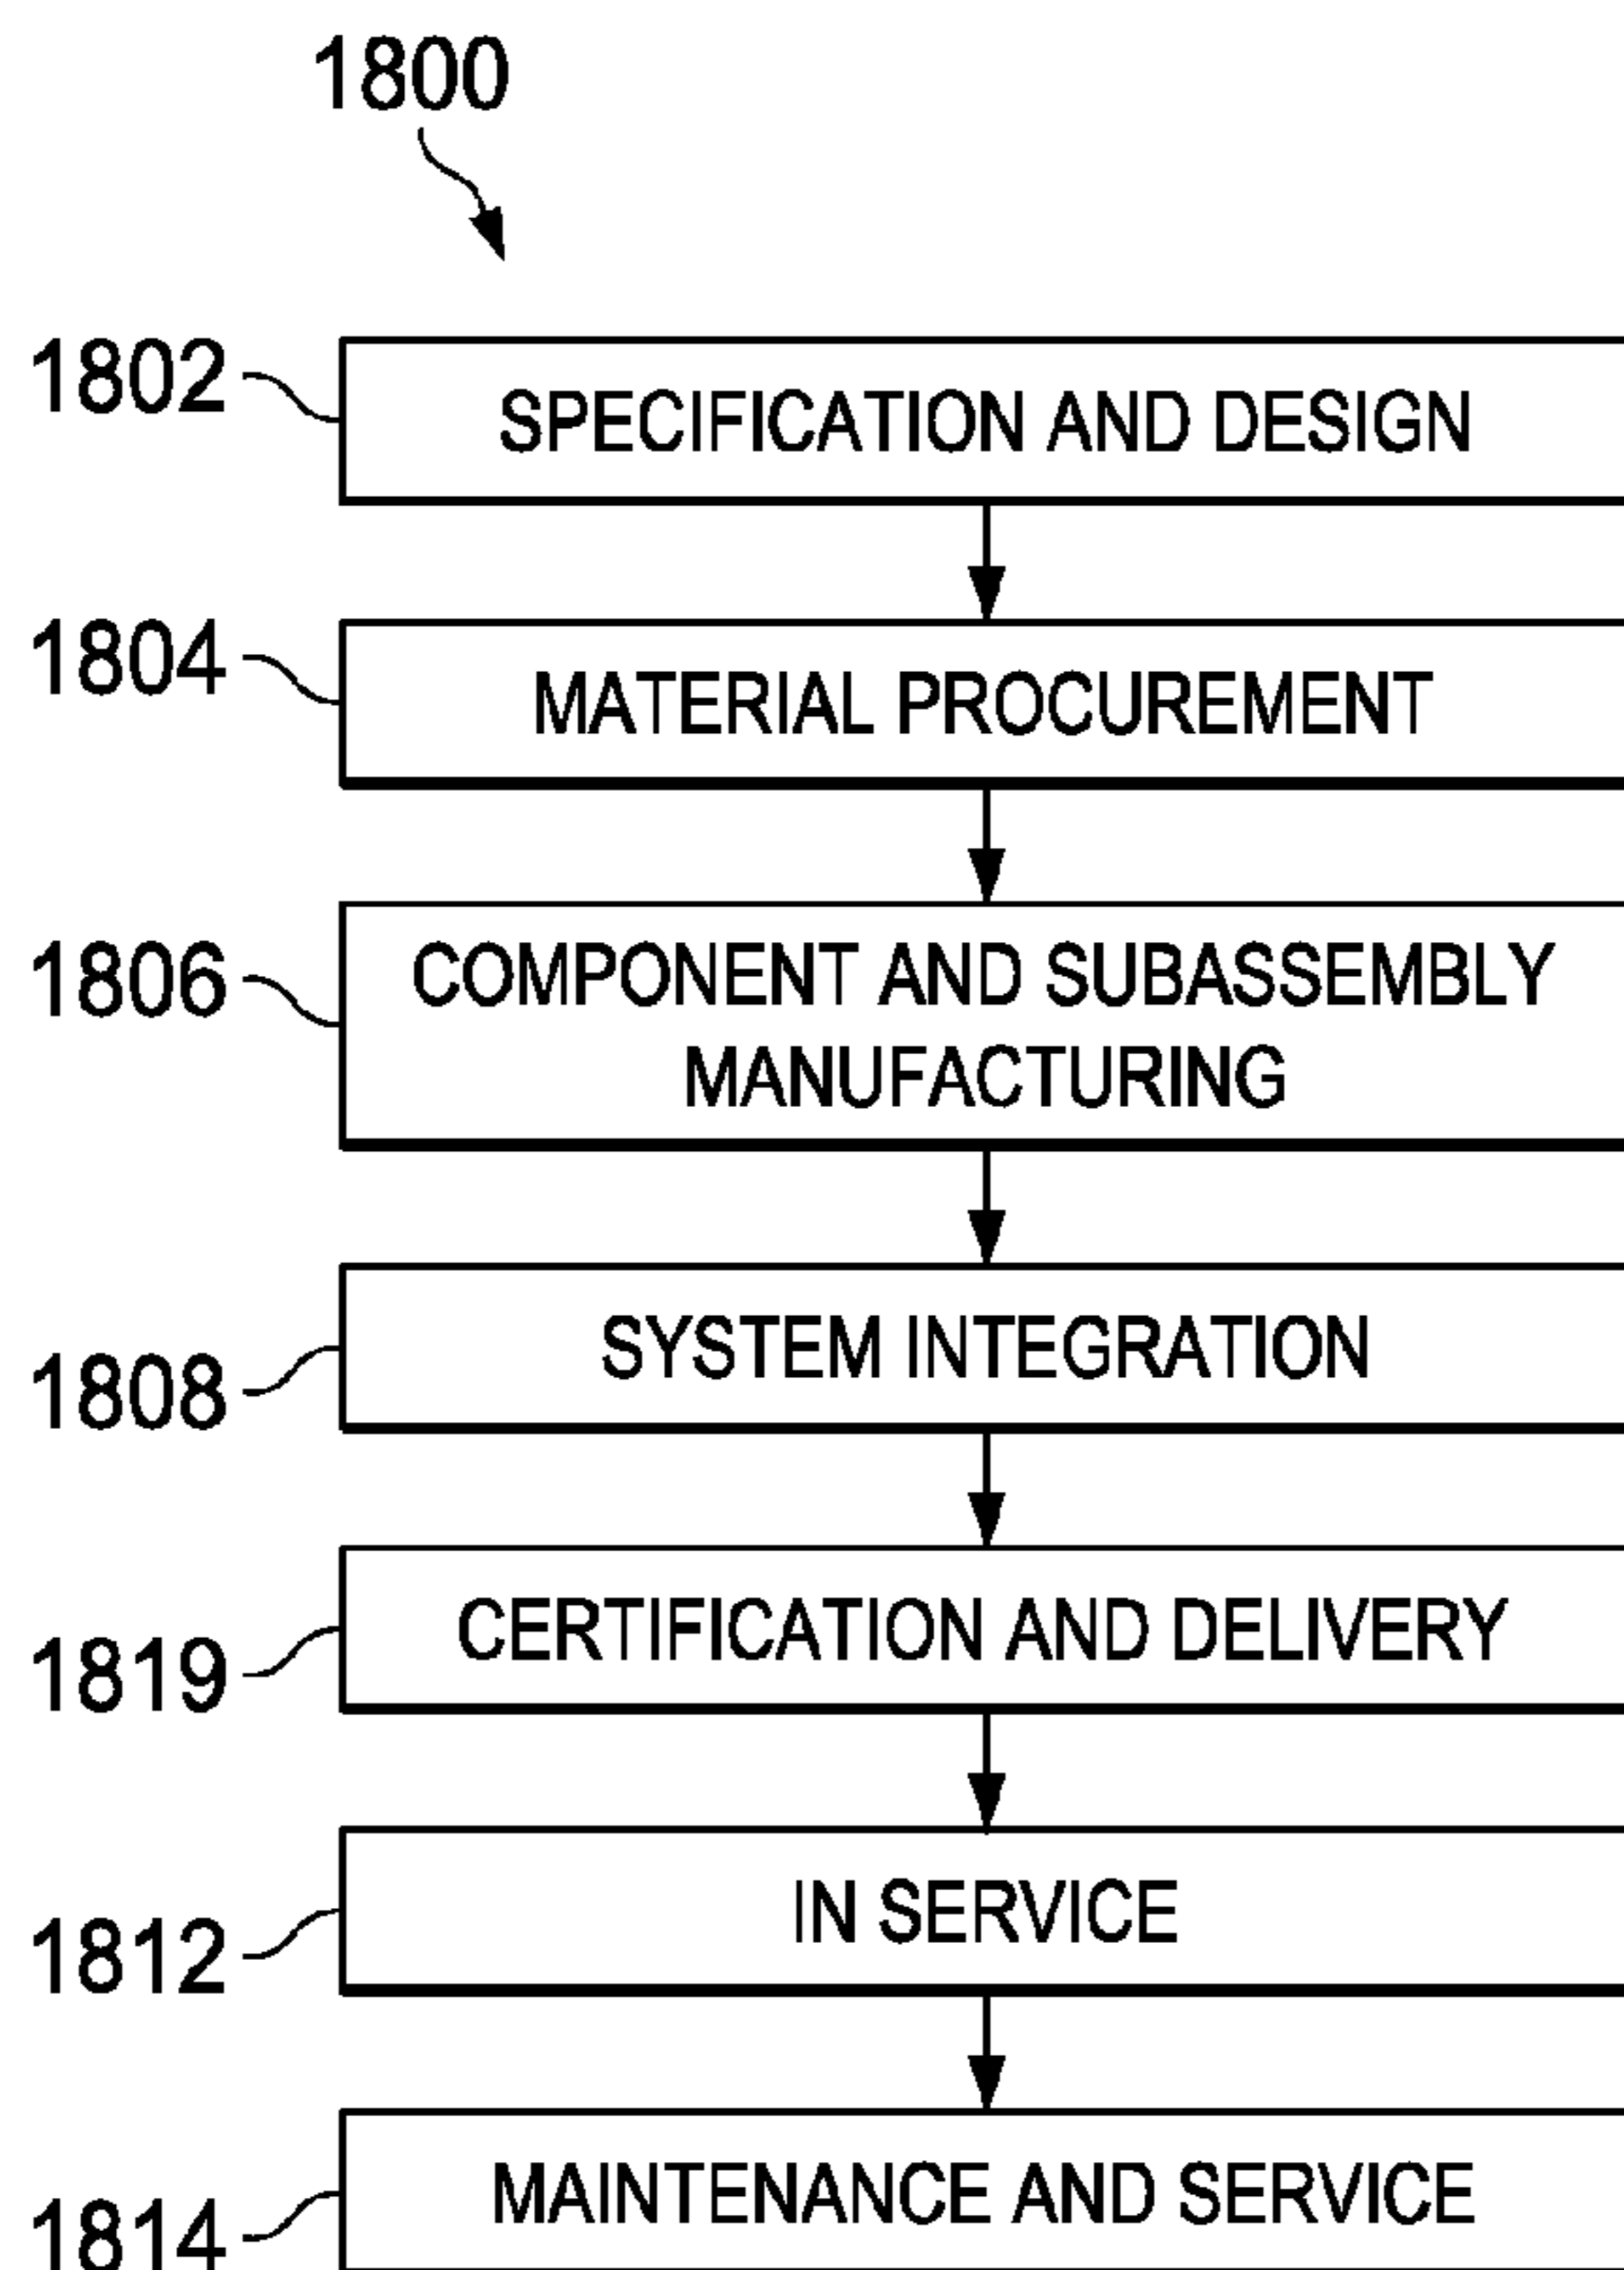 1800
1802
SPECIFICATION AND DESIGN
1804
MATERIAL PROCUREMENT
1806
COMPONENT AND SUBASSEMBLY
MANUFACTURING
1808
SYSTEM INTEGRATION
1819
CERTIFICATION AND DELIVERY
1812
IN SERVICE
1814
MAINTENANCE AND SERVICE